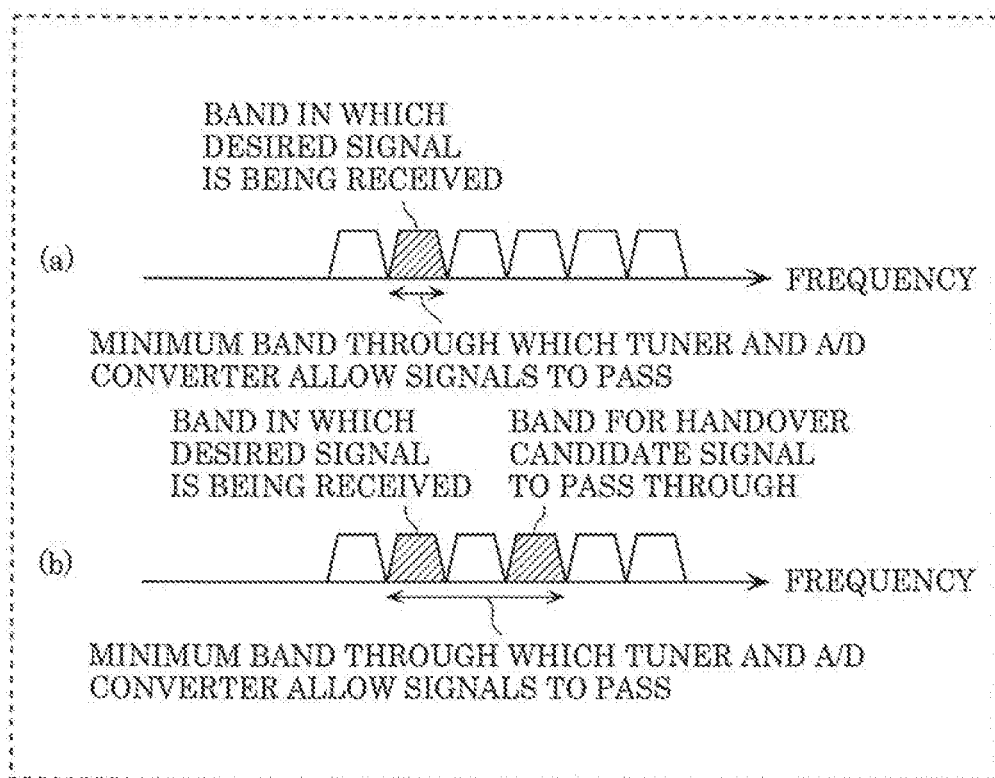 BAND IN WHICH
DESIRED SIGNAL
IS BEING RECEIVED
(a)
FREQUENCY
MINIMUM BAND THROUGH WHICH TUNER AND A/D
CONVERTER ALLOW SIGNALS TO PASS
BAND IN WHICH
DESIRED SIGNAL
IS BEING RECEIVED
BAND FOR HANDOVER
CANDIDATE SIGNAL
TO PASS THROUGH
(b)
FREQUENCY
MINIMUM BAND THROUGH WHICH TUNER AND A/D
CONVERTER ALLOW SIGNALS TO PASS